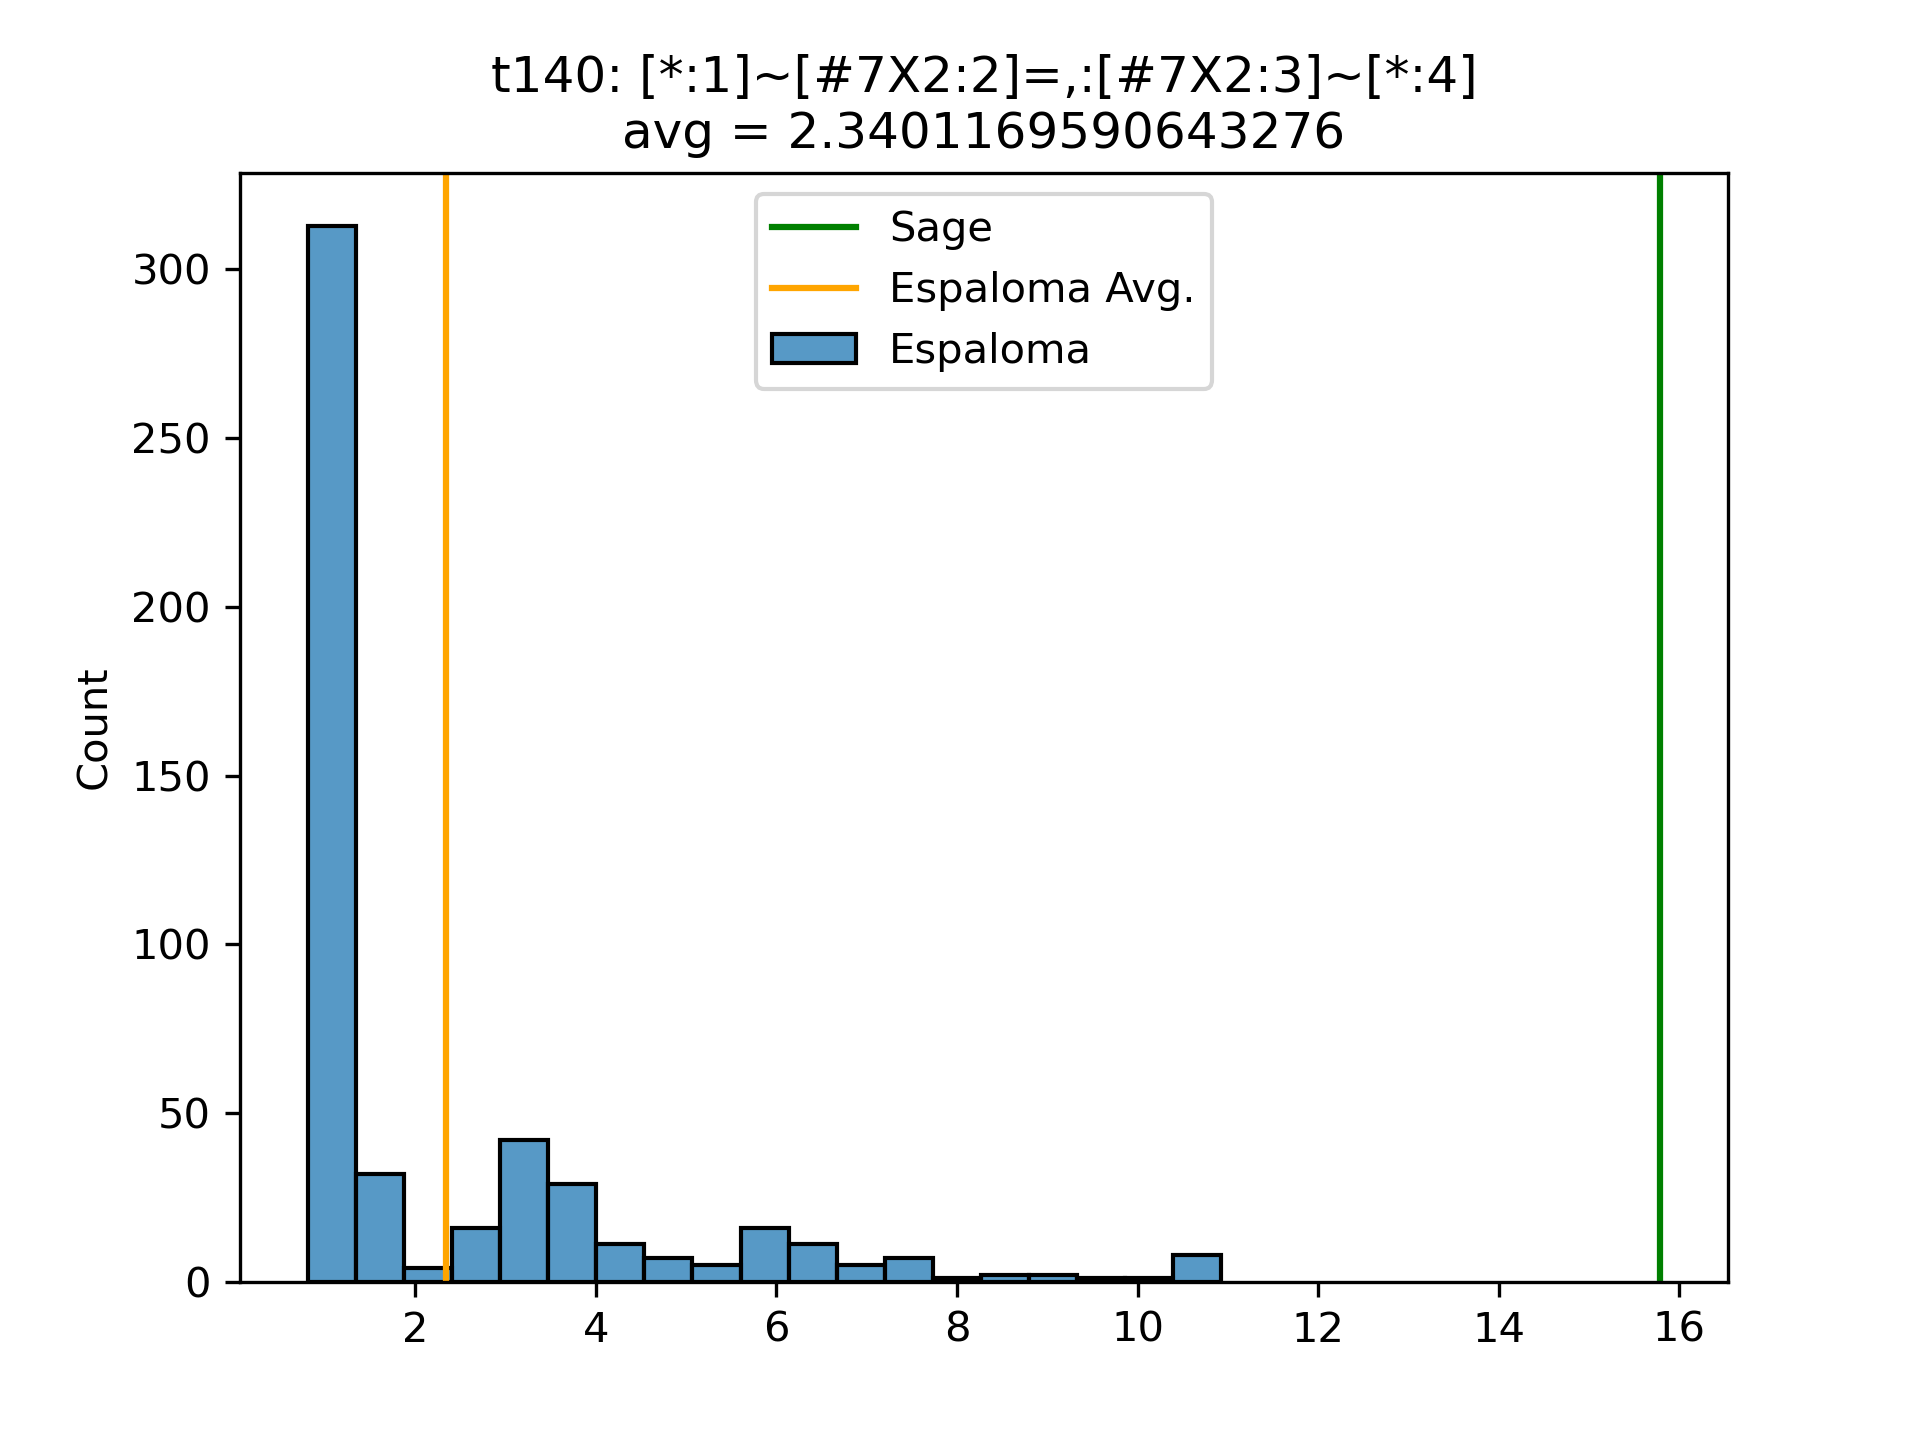 t140: [*:1]~[#7X2:2]=,:[#7X2:3]~[*:4]
avg = 2.3401169590643276
Sage
Espaloma Avg.
Espaloma
Count
300
250
200
150
100
50
0
2 4 6 8 10 12 14 16